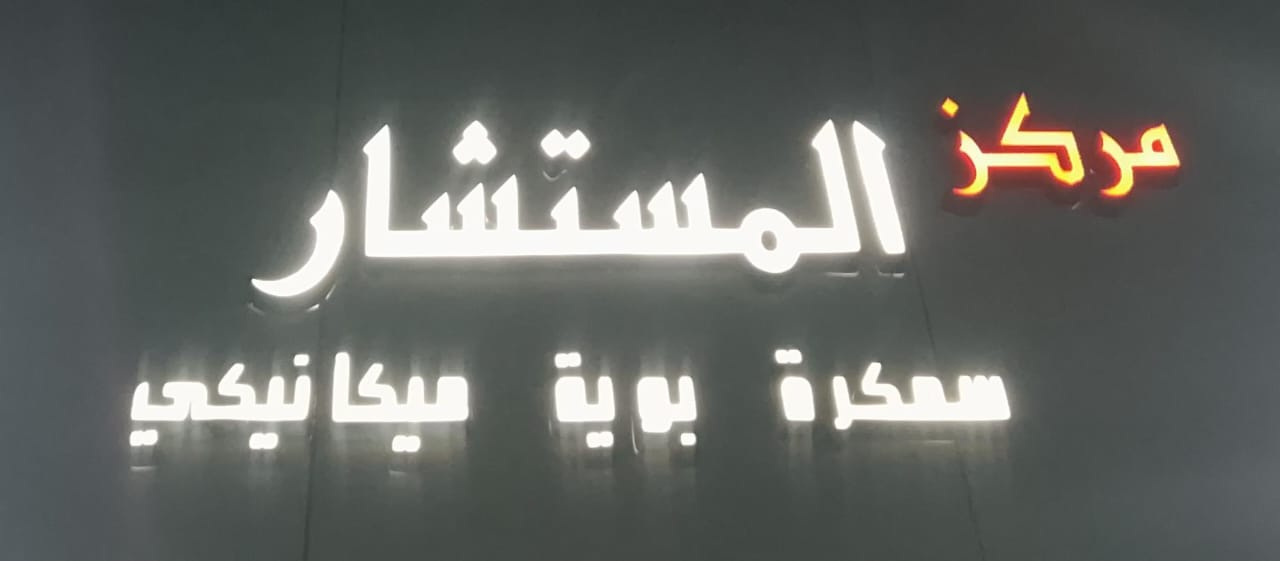 مركز
المستشار
سمكرة بوية ميكانيكي